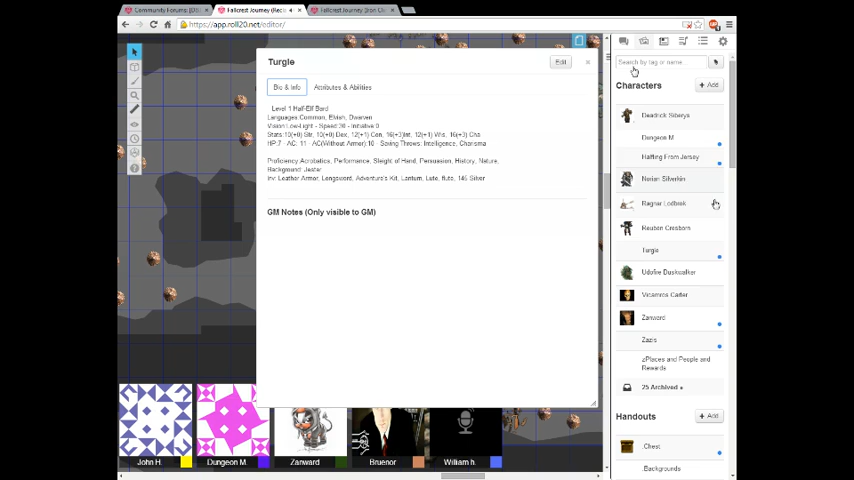 Community Forums: [D&
Fallcrest Journey (Recle
Fallcrest Journey (Iron Cla
https://app.roll20.net/editor/
Turgle
Edit
×
Bio & Info
Attributes & Abilities
Level 1 Half-Elf Bard
Languages:Common, Elvish, Dwarven
Vision:Low-Light - Speed:30 - Initiative:0
Stats:10(+0) Str, 10(+0) Dex, 12(+1) Con, 16(+3)Int, 12(+1) Wis, 16(+3) Cha
HP:7 - AC: 11 - AC(Without Armor):10 - Saving Throws: Intelligence, Charisma
Proficiency Acrobatics, Performance, Sleight of Hand, Persuasion, History, Nature,
Background: Jester
Inv: Leather Armor, Longsword, Adventure's Kit, Lantum, Lute, flute, 145 Silver
GM Notes (Only visible to GM)
Search by tag or name...
Characters
+ Add
Deadrick Siberys
Dungeon M
Halfling From Jersey
Norian Silverkin
Ragnar Lodbrok
Reuben Crosborn
Turgle
Udofire Duskwalker
Vicarnros Carter
Zanward
Zazis
zPlaces and People and
Rewards
25 Archived
Handouts
+ Add
.Chest
.Backgrounds
John H.
Dungeon M.
Zanward
Bruenor
William h.